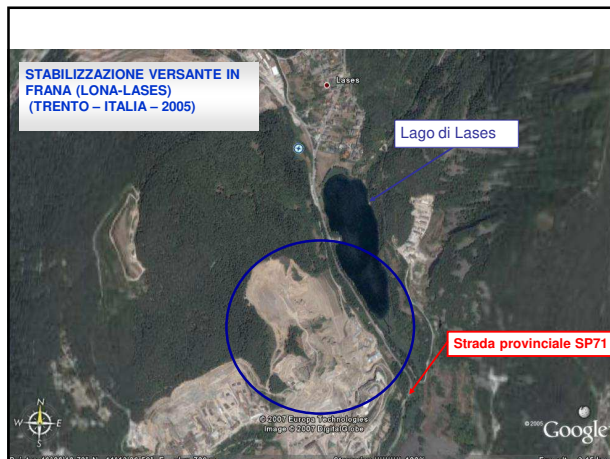 STABILIZZAZIONE VERSANTE IN
FRANA (LONA-LASES)
(TRENTO – ITALIA – 2005)
Lases
Lago di Lases
Strada provinciale SP71
N
W
E
S
© 2007 Europa Technologies
Image © 2007 DigitalGlobe
© 2005 Google